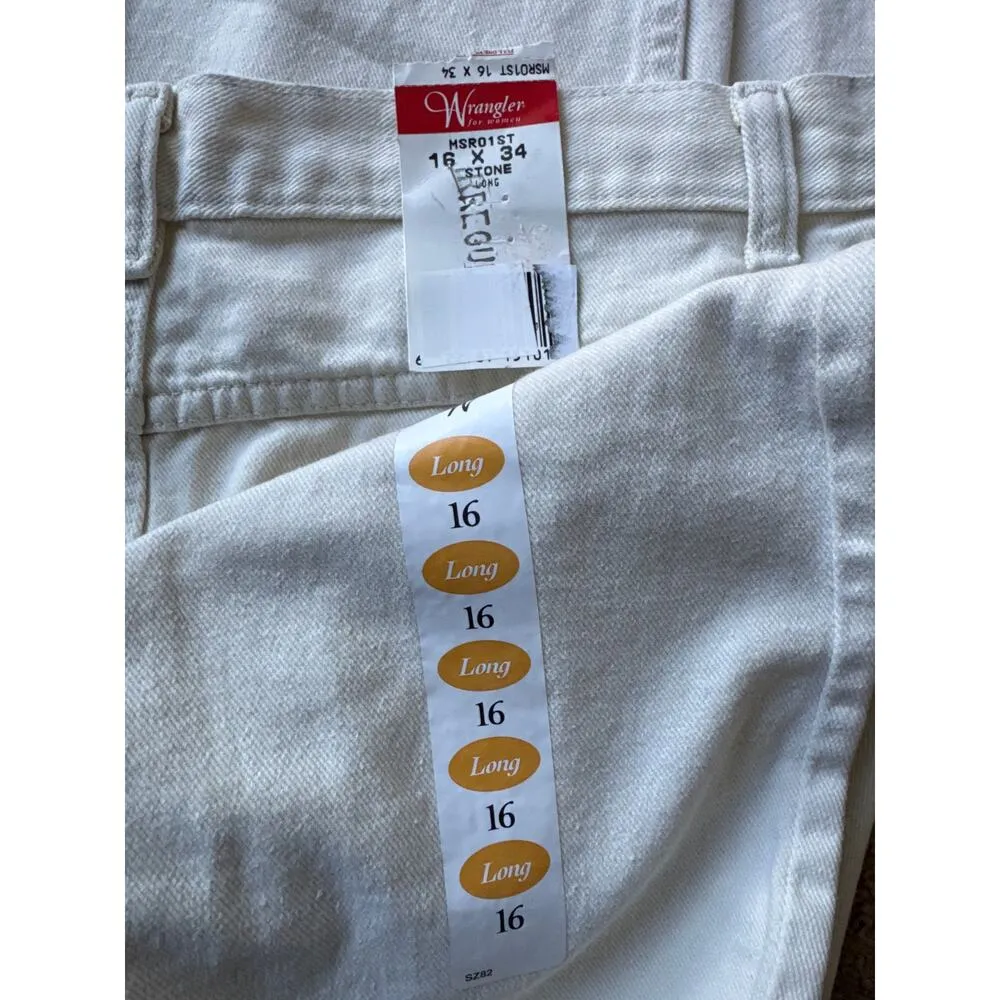 MSR01ST 16 X 34
Wrangler
for women
MSR01ST
16 X 34
STONE
LONG
IRREGU
Long
16
Long
16
Long
16
Long
16
Long
16
SZ82